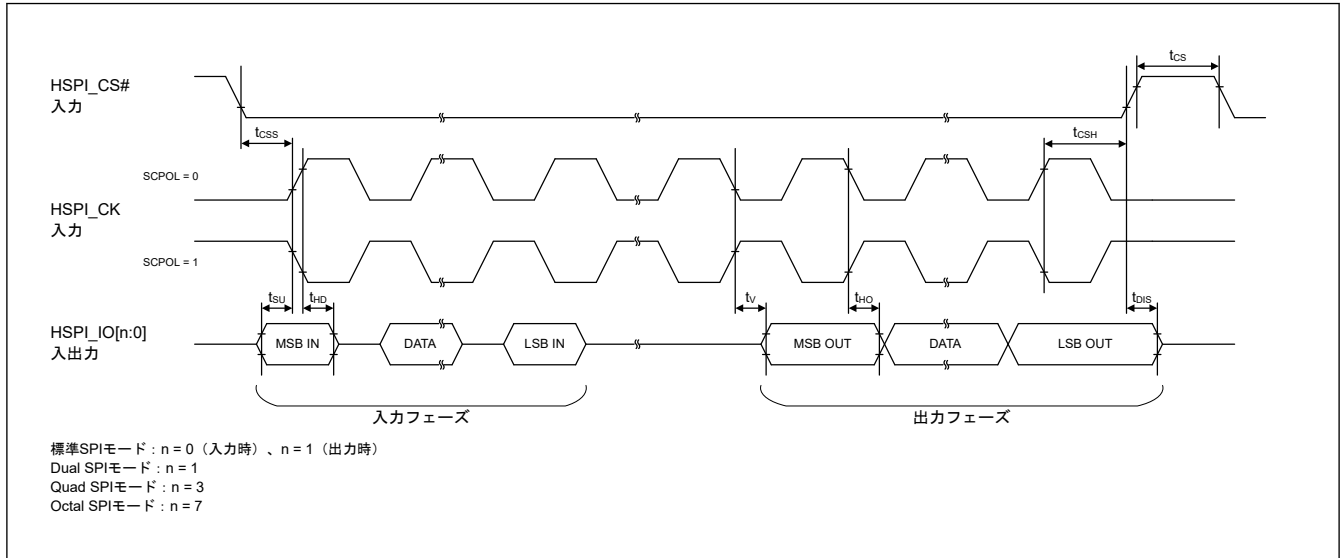 HSPI_CS#
入力
tCS
tCSS
tCSH
SCPOL = 0
HSPI_CK
入力
SCPOL = 1
tSU
tHD
tV
tHO
tDIS
HSPI_IO[n:0]
入出力
MSB IN
DATA
LSB IN
MSB OUT
DATA
LSB OUT
入力フェーズ
出力フェーズ
標準SPIモード：n = 0（入力時）、n = 1（出力時）
Dual SPIモード：n = 1
Quad SPIモード：n = 3
Octal SPIモード：n = 7